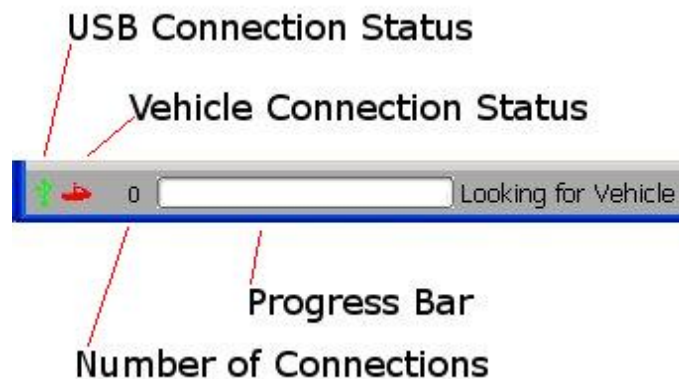 USB Connection Status
Vehicle Connection Status
0 Looking for Vehicle
Progress Bar
Number of Connections